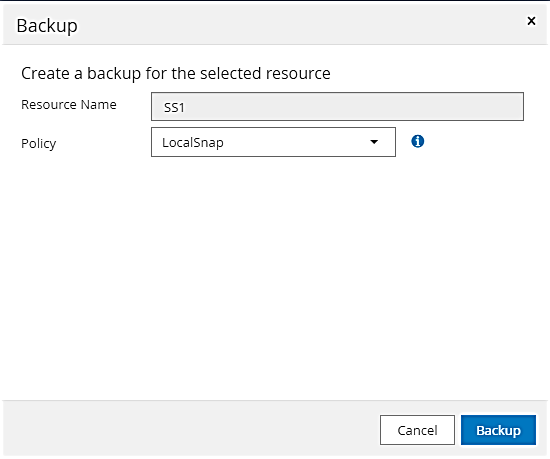 Backup
×
Create a backup for the selected resource
Resource Name SS1
Policy LocalSnap
Cancel Backup